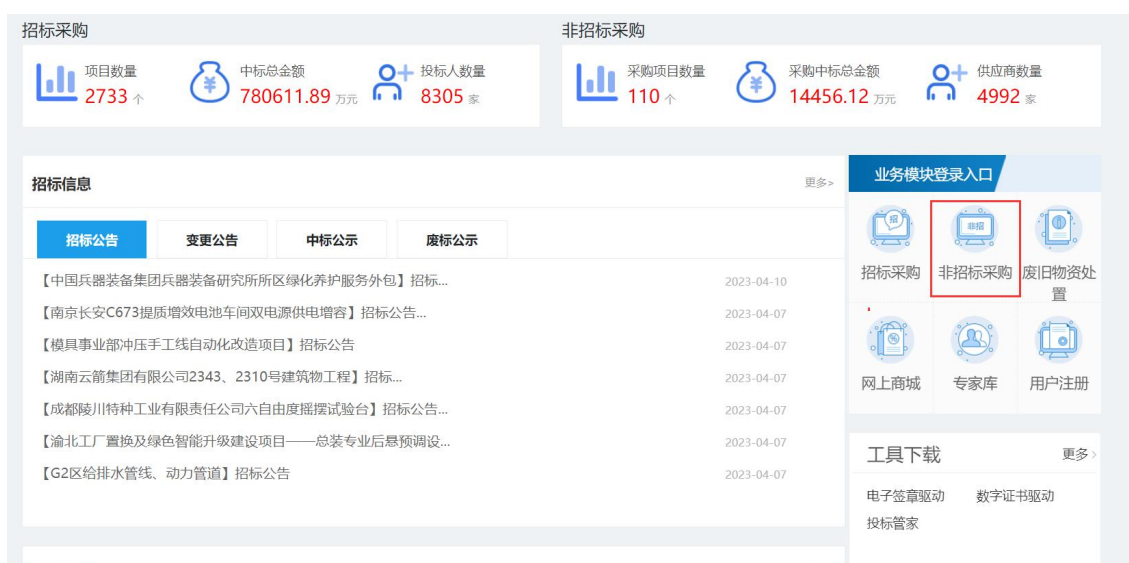 招标采购
非招标采购
项目数量
2733 个
中标总金额
780611.89 万元
投标人数量
8305 家
采购项目数量
110 个
采购中标总金额
14456.12 万元
供应商数量
4992 家
招标信息
更多>
招标公告
变更公告
中标公示
废标公示
【中国兵器装备集团兵器装备研究所所区绿化养护服务外包】招标...
2023-04-10
【南京长安C673提质增效电池车间双电源供电增容】招标公告...
2023-04-07
【模具事业部冲压手工线自动化改造项目】招标公告
2023-04-07
【湖南云箭集团有限公司2343、2310号建筑物工程】招标...
2023-04-07
【成都陵川特种工业有限责任公司六自由度摇摆试验台】招标公告...
2023-04-07
【渝北工厂置换及绿色智能升级建设项目——总装专业后悬预调设...
2023-04-07
【G2区给排水管线、动力管道】招标公告
2023-04-07
业务模块登录入口
招
非招
招标采购
非招标采购
废旧物资处
置
网上商城
专家库
用户注册
工具下载
更多>
电子签章驱动
数字证书驱动
投标管家